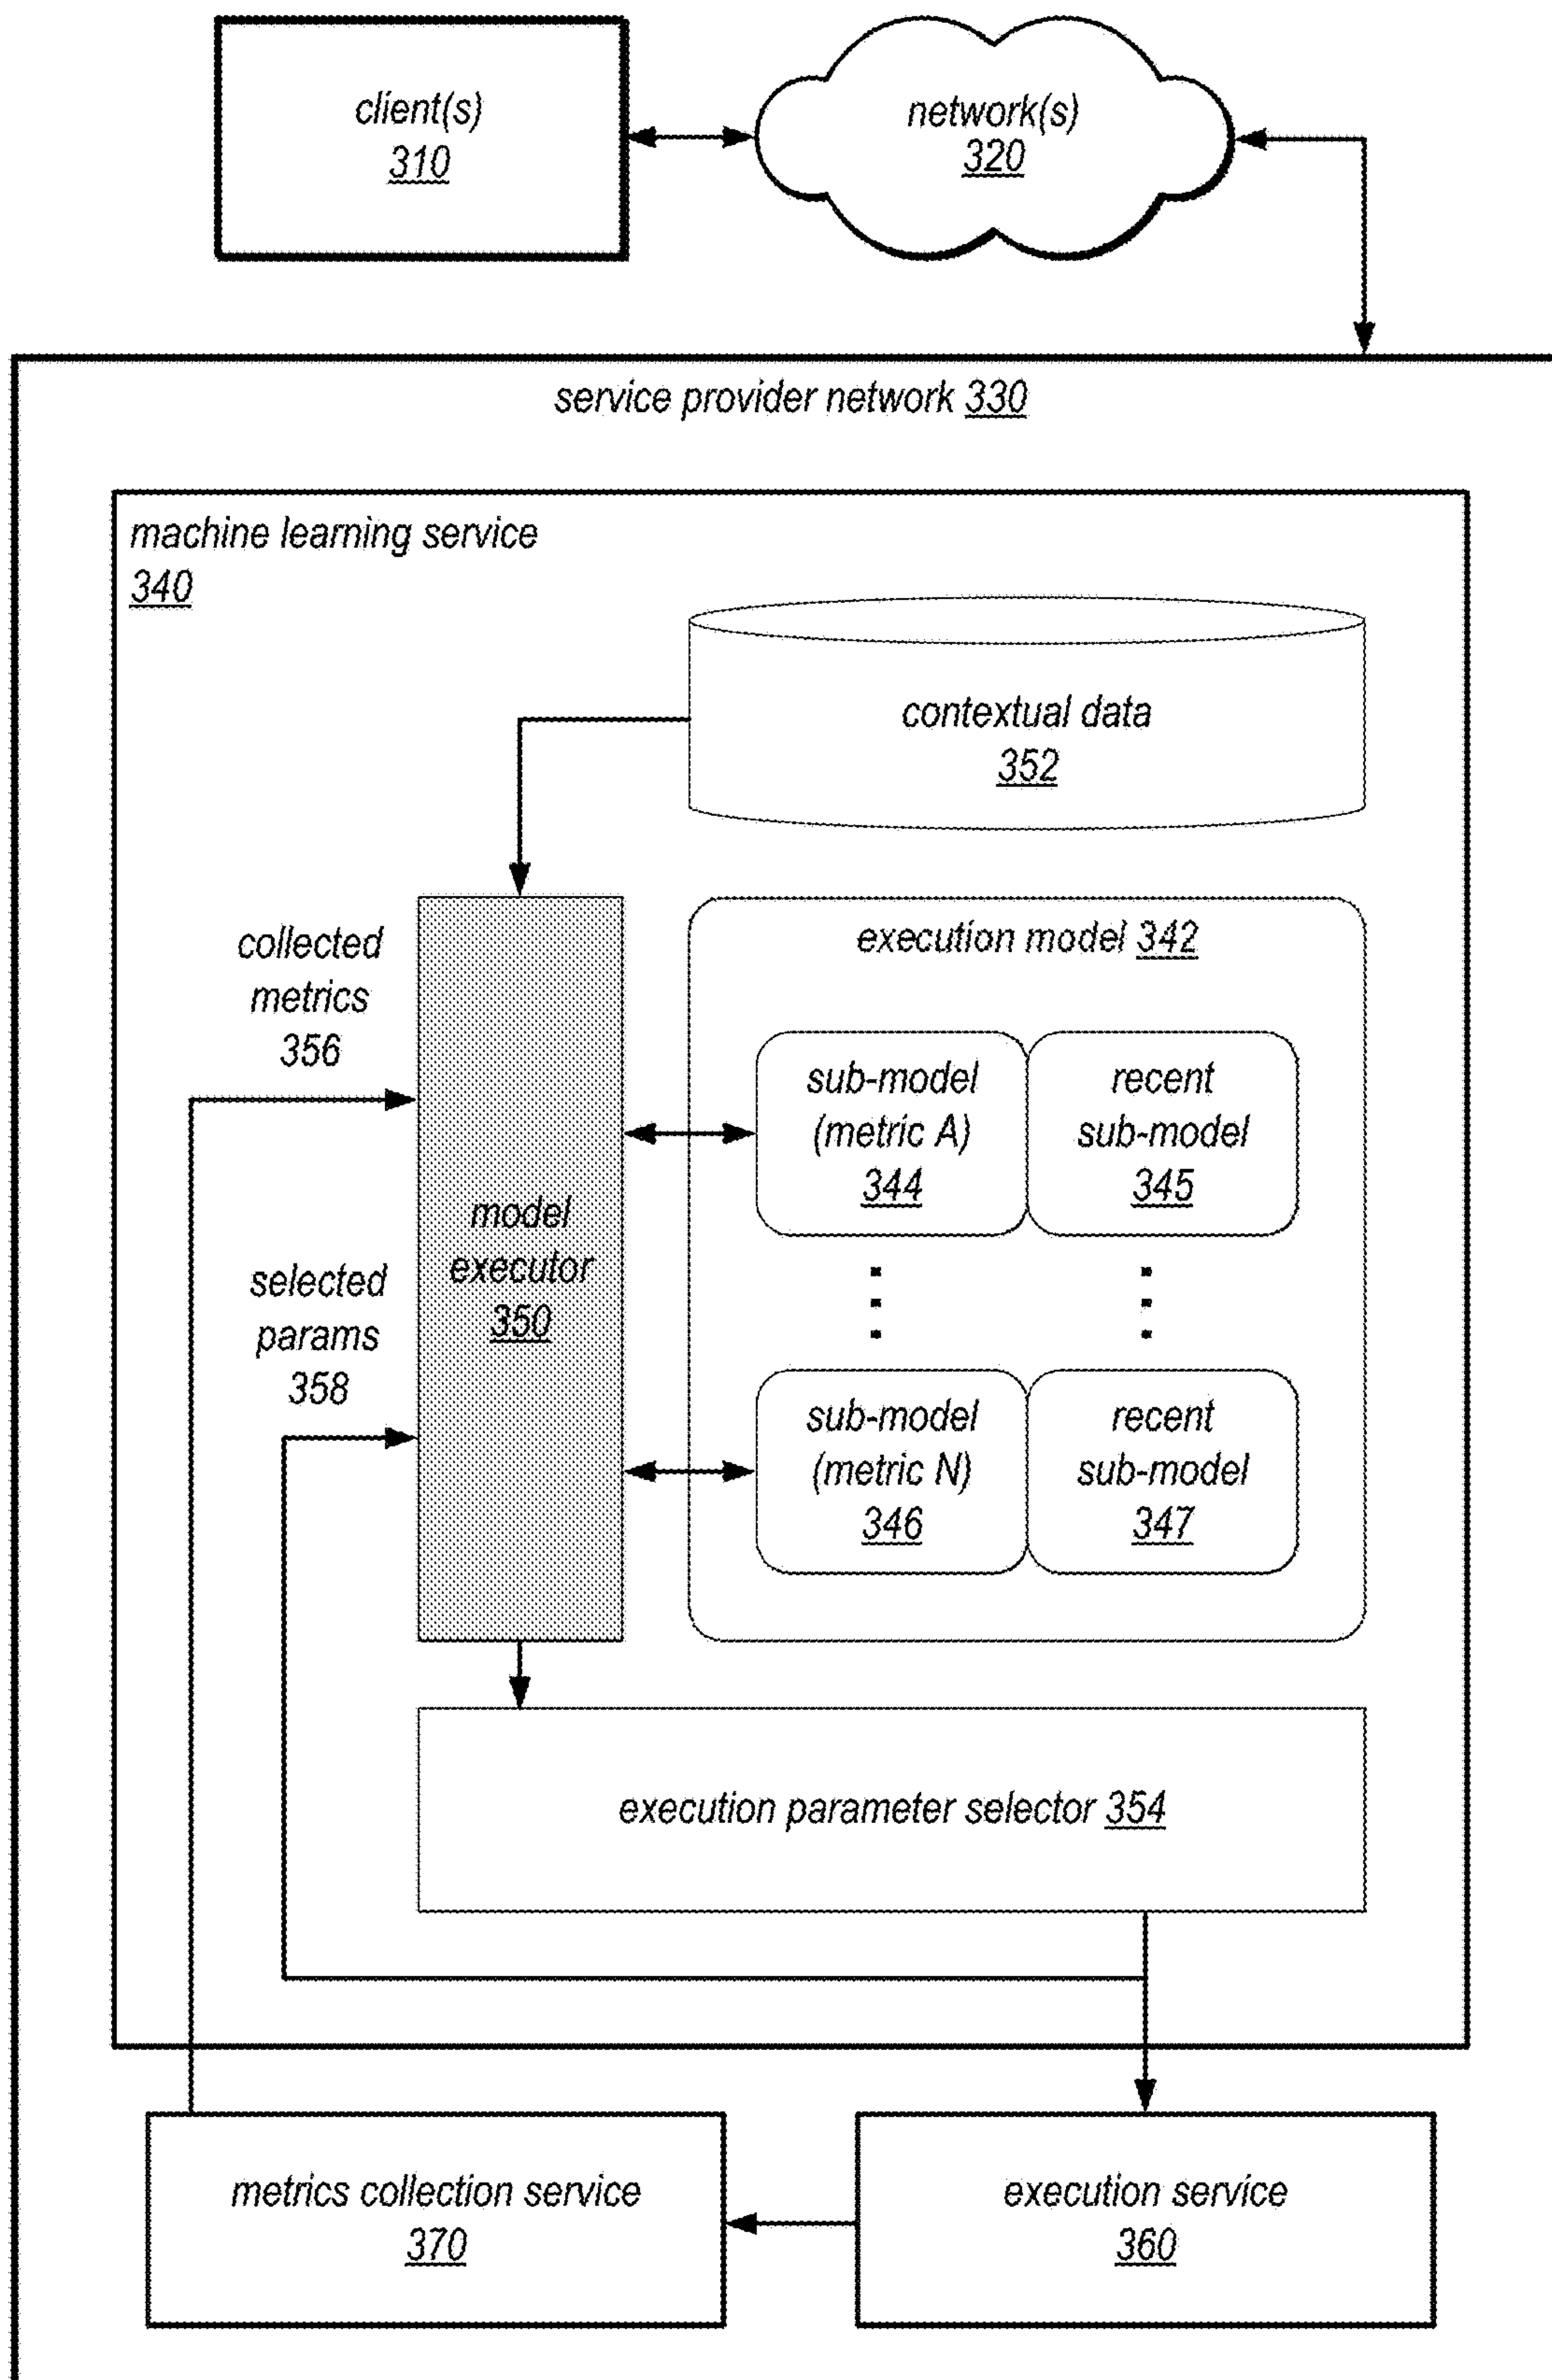 client(s)
310
network(s)
320
service provider network 330
machine learning service
340
contextual data
352
collected
metrics
356
execution model 342
sub-model
(metric A)
344
recent
sub-model
345
model
executor
350
selected
params
358
sub-model
(metric N)
346
recent
sub-model
347
execution parameter selector 354
metrics collection service
370
execution service
360